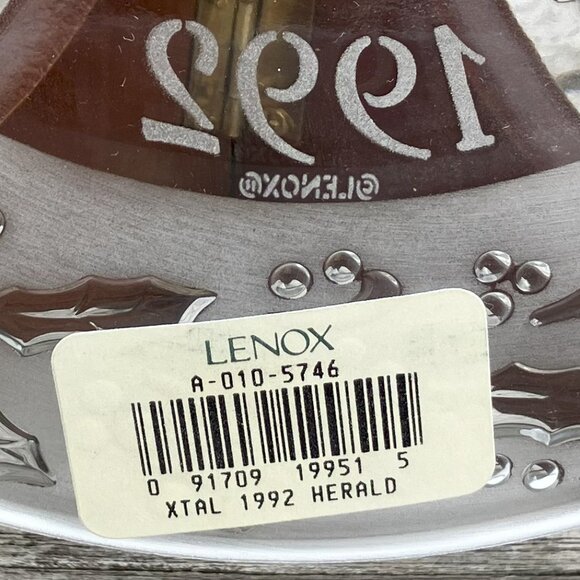 1992
@LENOX®
LENOX
A-010-5746
0 91709 19951 5
XTAL 1992 HERALD